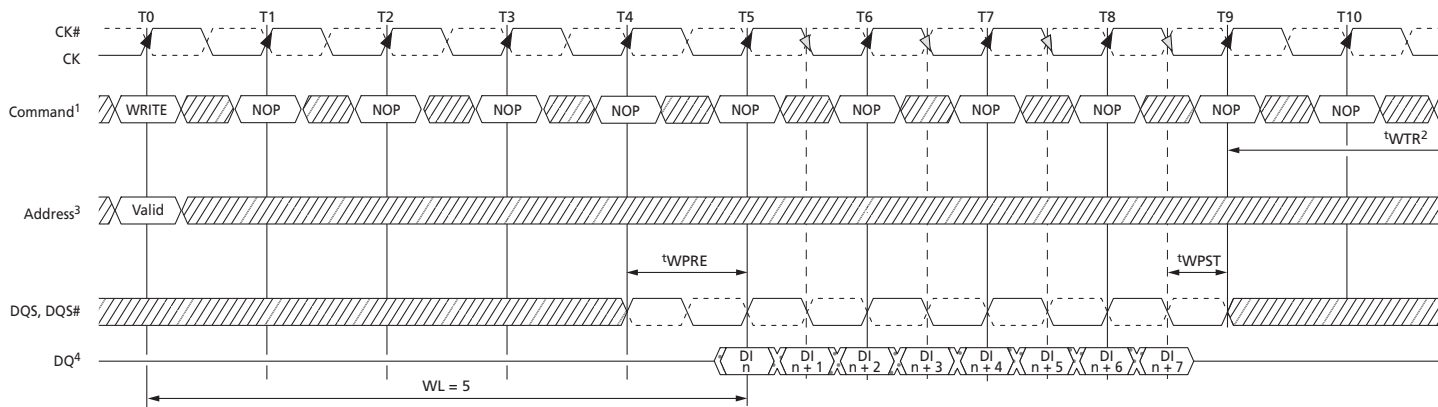 T0 T1 T2 T3 T4 T5 T6 T7 T8 T9 T10
CK#
CK
Command¹ WRITE NOP NOP NOP NOP NOP NOP NOP NOP NOP NOP
tWTR²
Address³ Valid
tWPRE tWPST
DQS, DQS#
DQ⁴ DI n DI n + 1 DI n + 2 DI n + 3 DI n + 4 DI n + 5 DI n + 6 DI n + 7
WL = 5